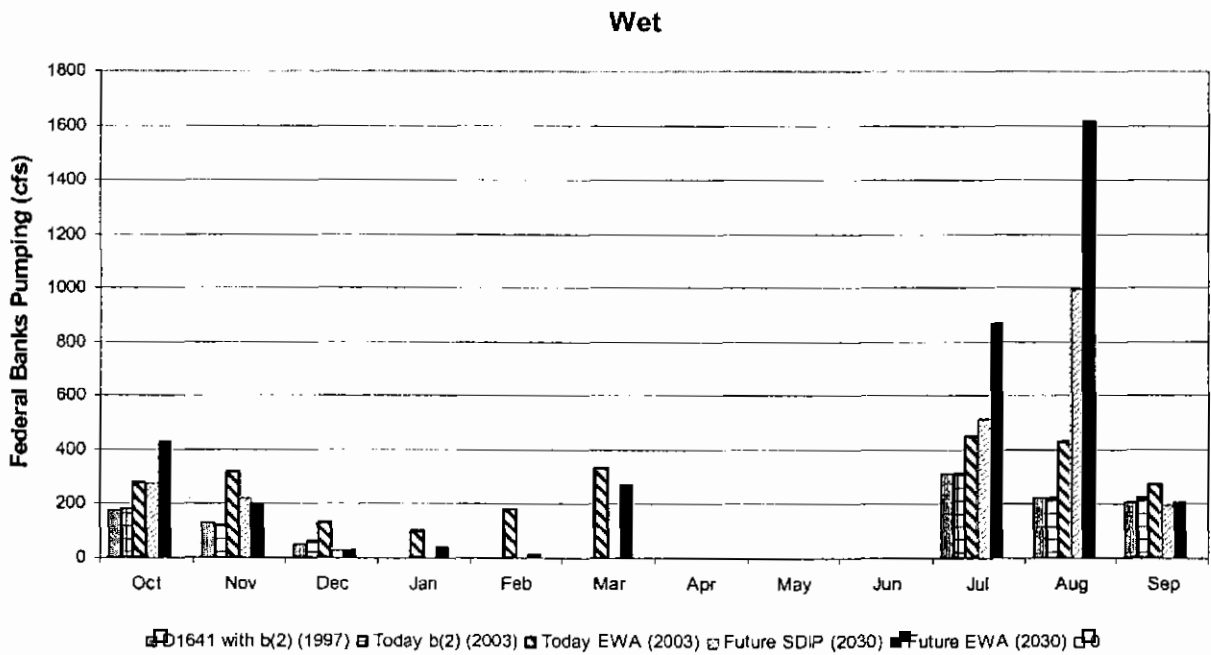 Wet
Federal Banks Pumping (cfs)
1800
1600
1400
1200
1000
800
600
400
200
0
Oct Nov Dec Jan Feb Mar Apr May Jun Jul Aug Sep
D1641 with b(2) (1997) Today b(2) (2003) Today EWA (2003) Future SDIP (2030) Future EWA (2030) 0